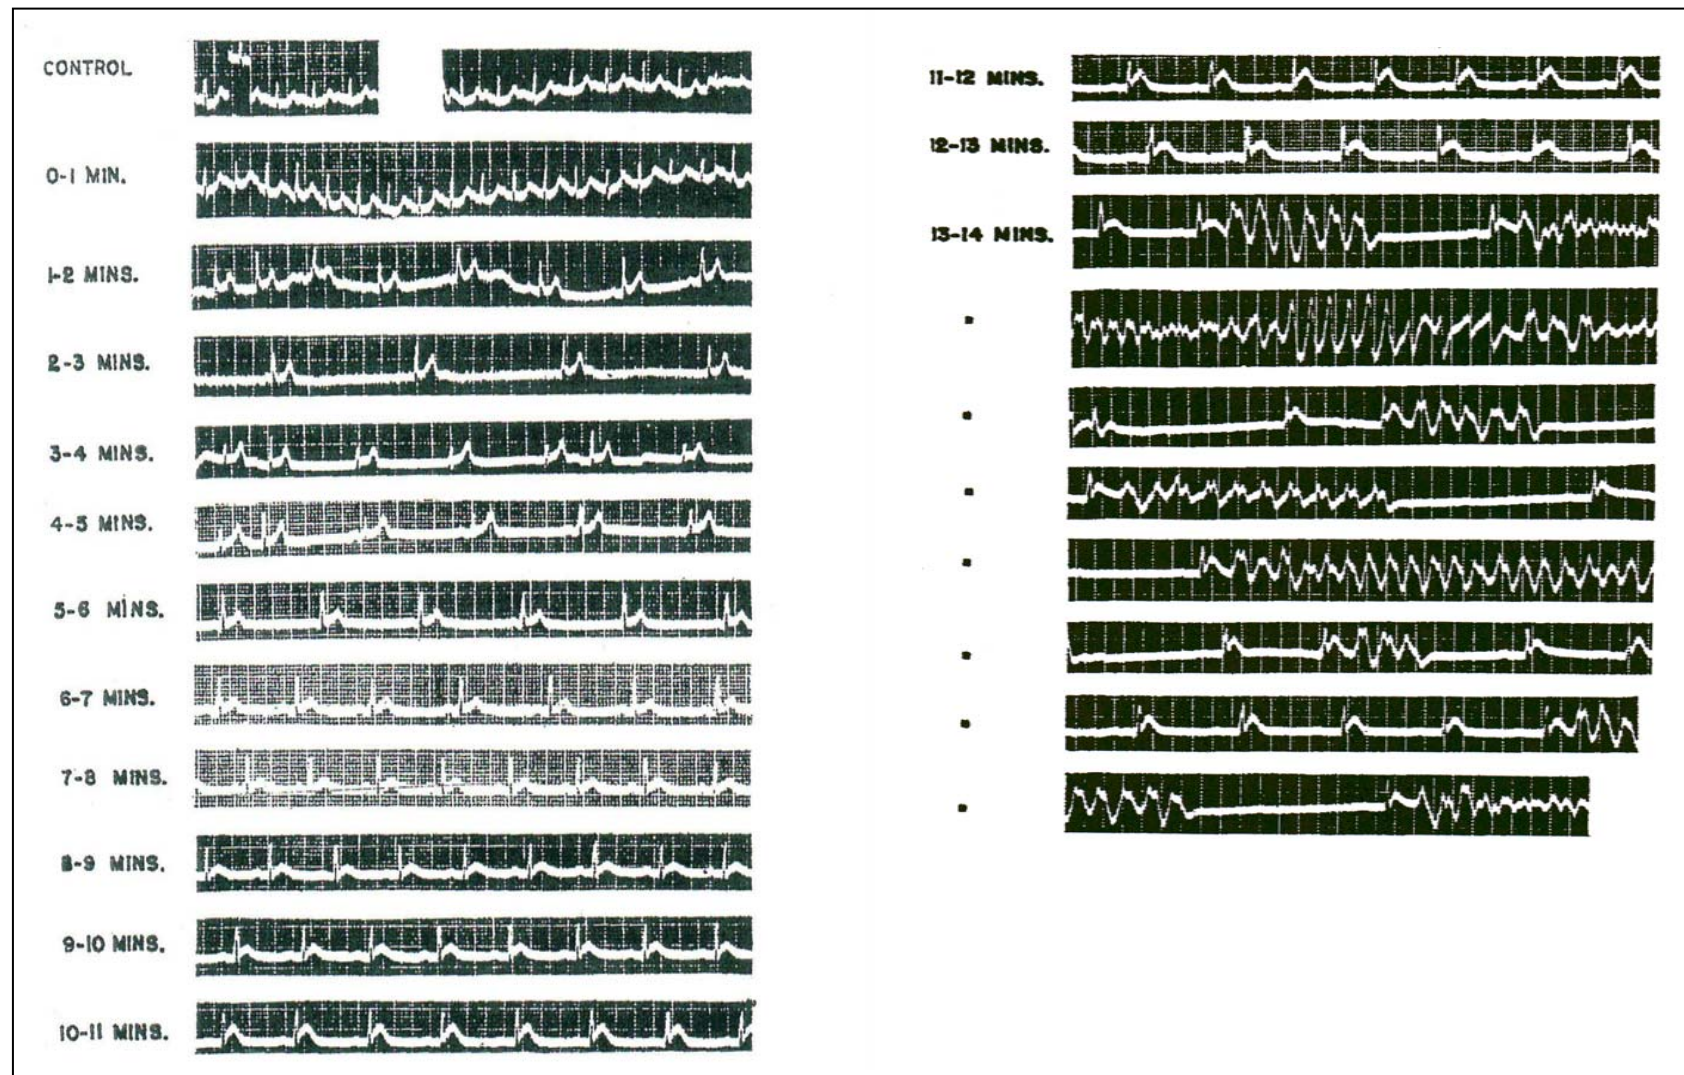 CONTROL
0-1 MIN.
1-2 MINS.
2-3 MINS.
3-4 MINS.
4-5 MINS.
5-6 MINS.
6-7 MINS.
7-8 MINS.
8-9 MINS.
9-10 MINS.
10-11 MINS.
11-12 MINS.
12-13 MINS.
13-14 MINS.
"
"
"
"
"
"
"